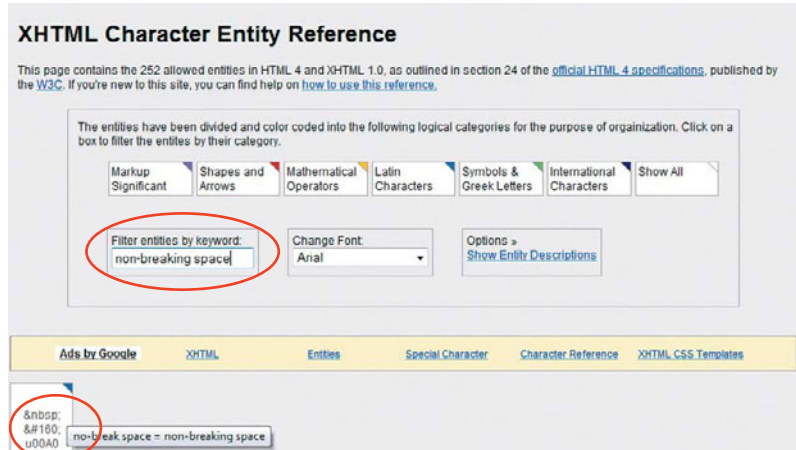 XHTML Character Entity Reference
This page contains the 252 allowed entities in HTML 4 and XHTML 1.0, as outlined in section 24 of the official HTML 4 specifications, published by
the W3C. If you're new to this site, you can find help on how to use this reference.
The entities have been divided and color coded into the following logical categories for the purpose of orgainization. Click on a
box to filter the entites by their category.
Markup Significant
Shapes and Arrows
Mathematical Operators
Latin Characters
Symbols & Greek Letters
International Characters
Show All
Filter entities by keyword:
non-breaking space
Change Font:
Arial
Options »
Show Entity Descriptions
Ads by Google XHTML Entities Special Character Character Reference XHTML CSS Templates
&nbsp;
&#160;
u00A0
no-break space = non-breaking space